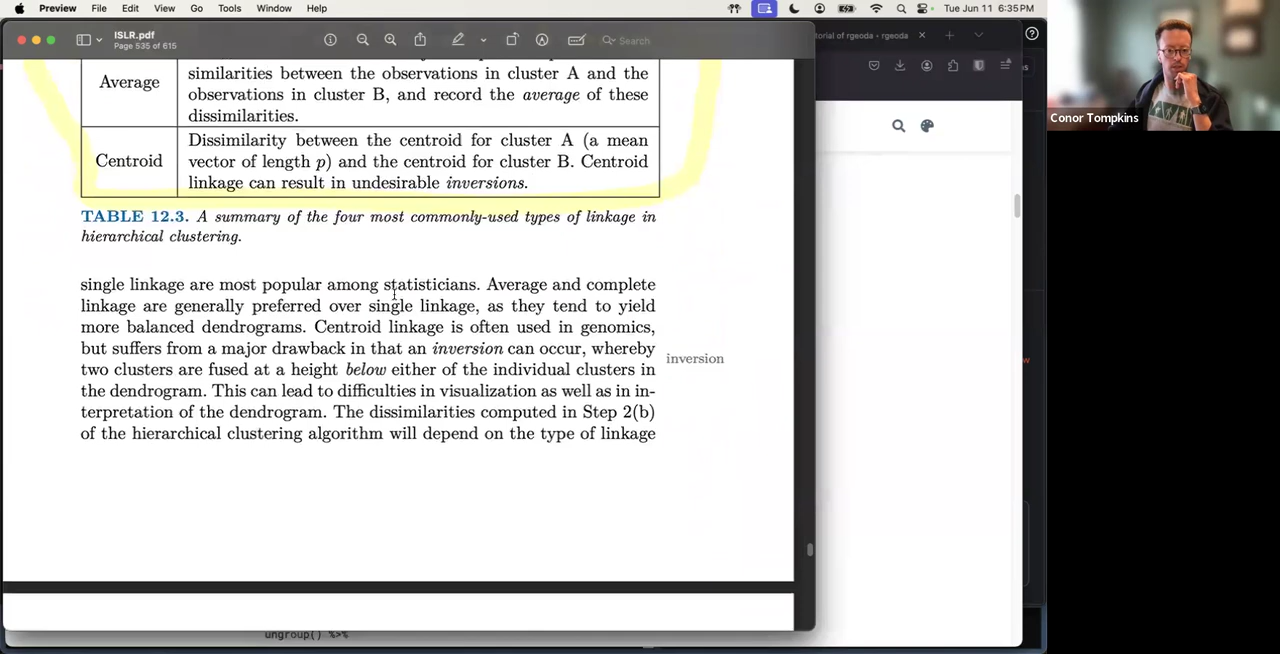 Preview File Edit View Go Tools Window Help
Tue Jun 11 6:35 PM
ISLR.pdf
Page 535 of 615
Search
torial of rgeoda • rgeoda
similarities between the observations in cluster A and the
Average
observations in cluster B, and record the average of these
dissimilarities.
Dissimilarity between the centroid for cluster A (a mean
Centroid
vector of length p) and the centroid for cluster B. Centroid
linkage can result in undesirable inversions.
TABLE 12.3. A summary of the four most commonly-used types of linkage in
hierarchical clustering.
single linkage are most popular among statisticians. Average and complete
linkage are generally preferred over single linkage, as they tend to yield
more balanced dendrograms. Centroid linkage is often used in genomics,
but suffers from a major drawback in that an inversion can occur, whereby
inversion
two clusters are fused at a height below either of the individual clusters in
the dendrogram. This can lead to difficulties in visualization as well as in in-
terpretation of the dendrogram. The dissimilarities computed in Step 2(b)
of the hierarchical clustering algorithm will depend on the type of linkage
ungroup() %>%
Conor Tompkins